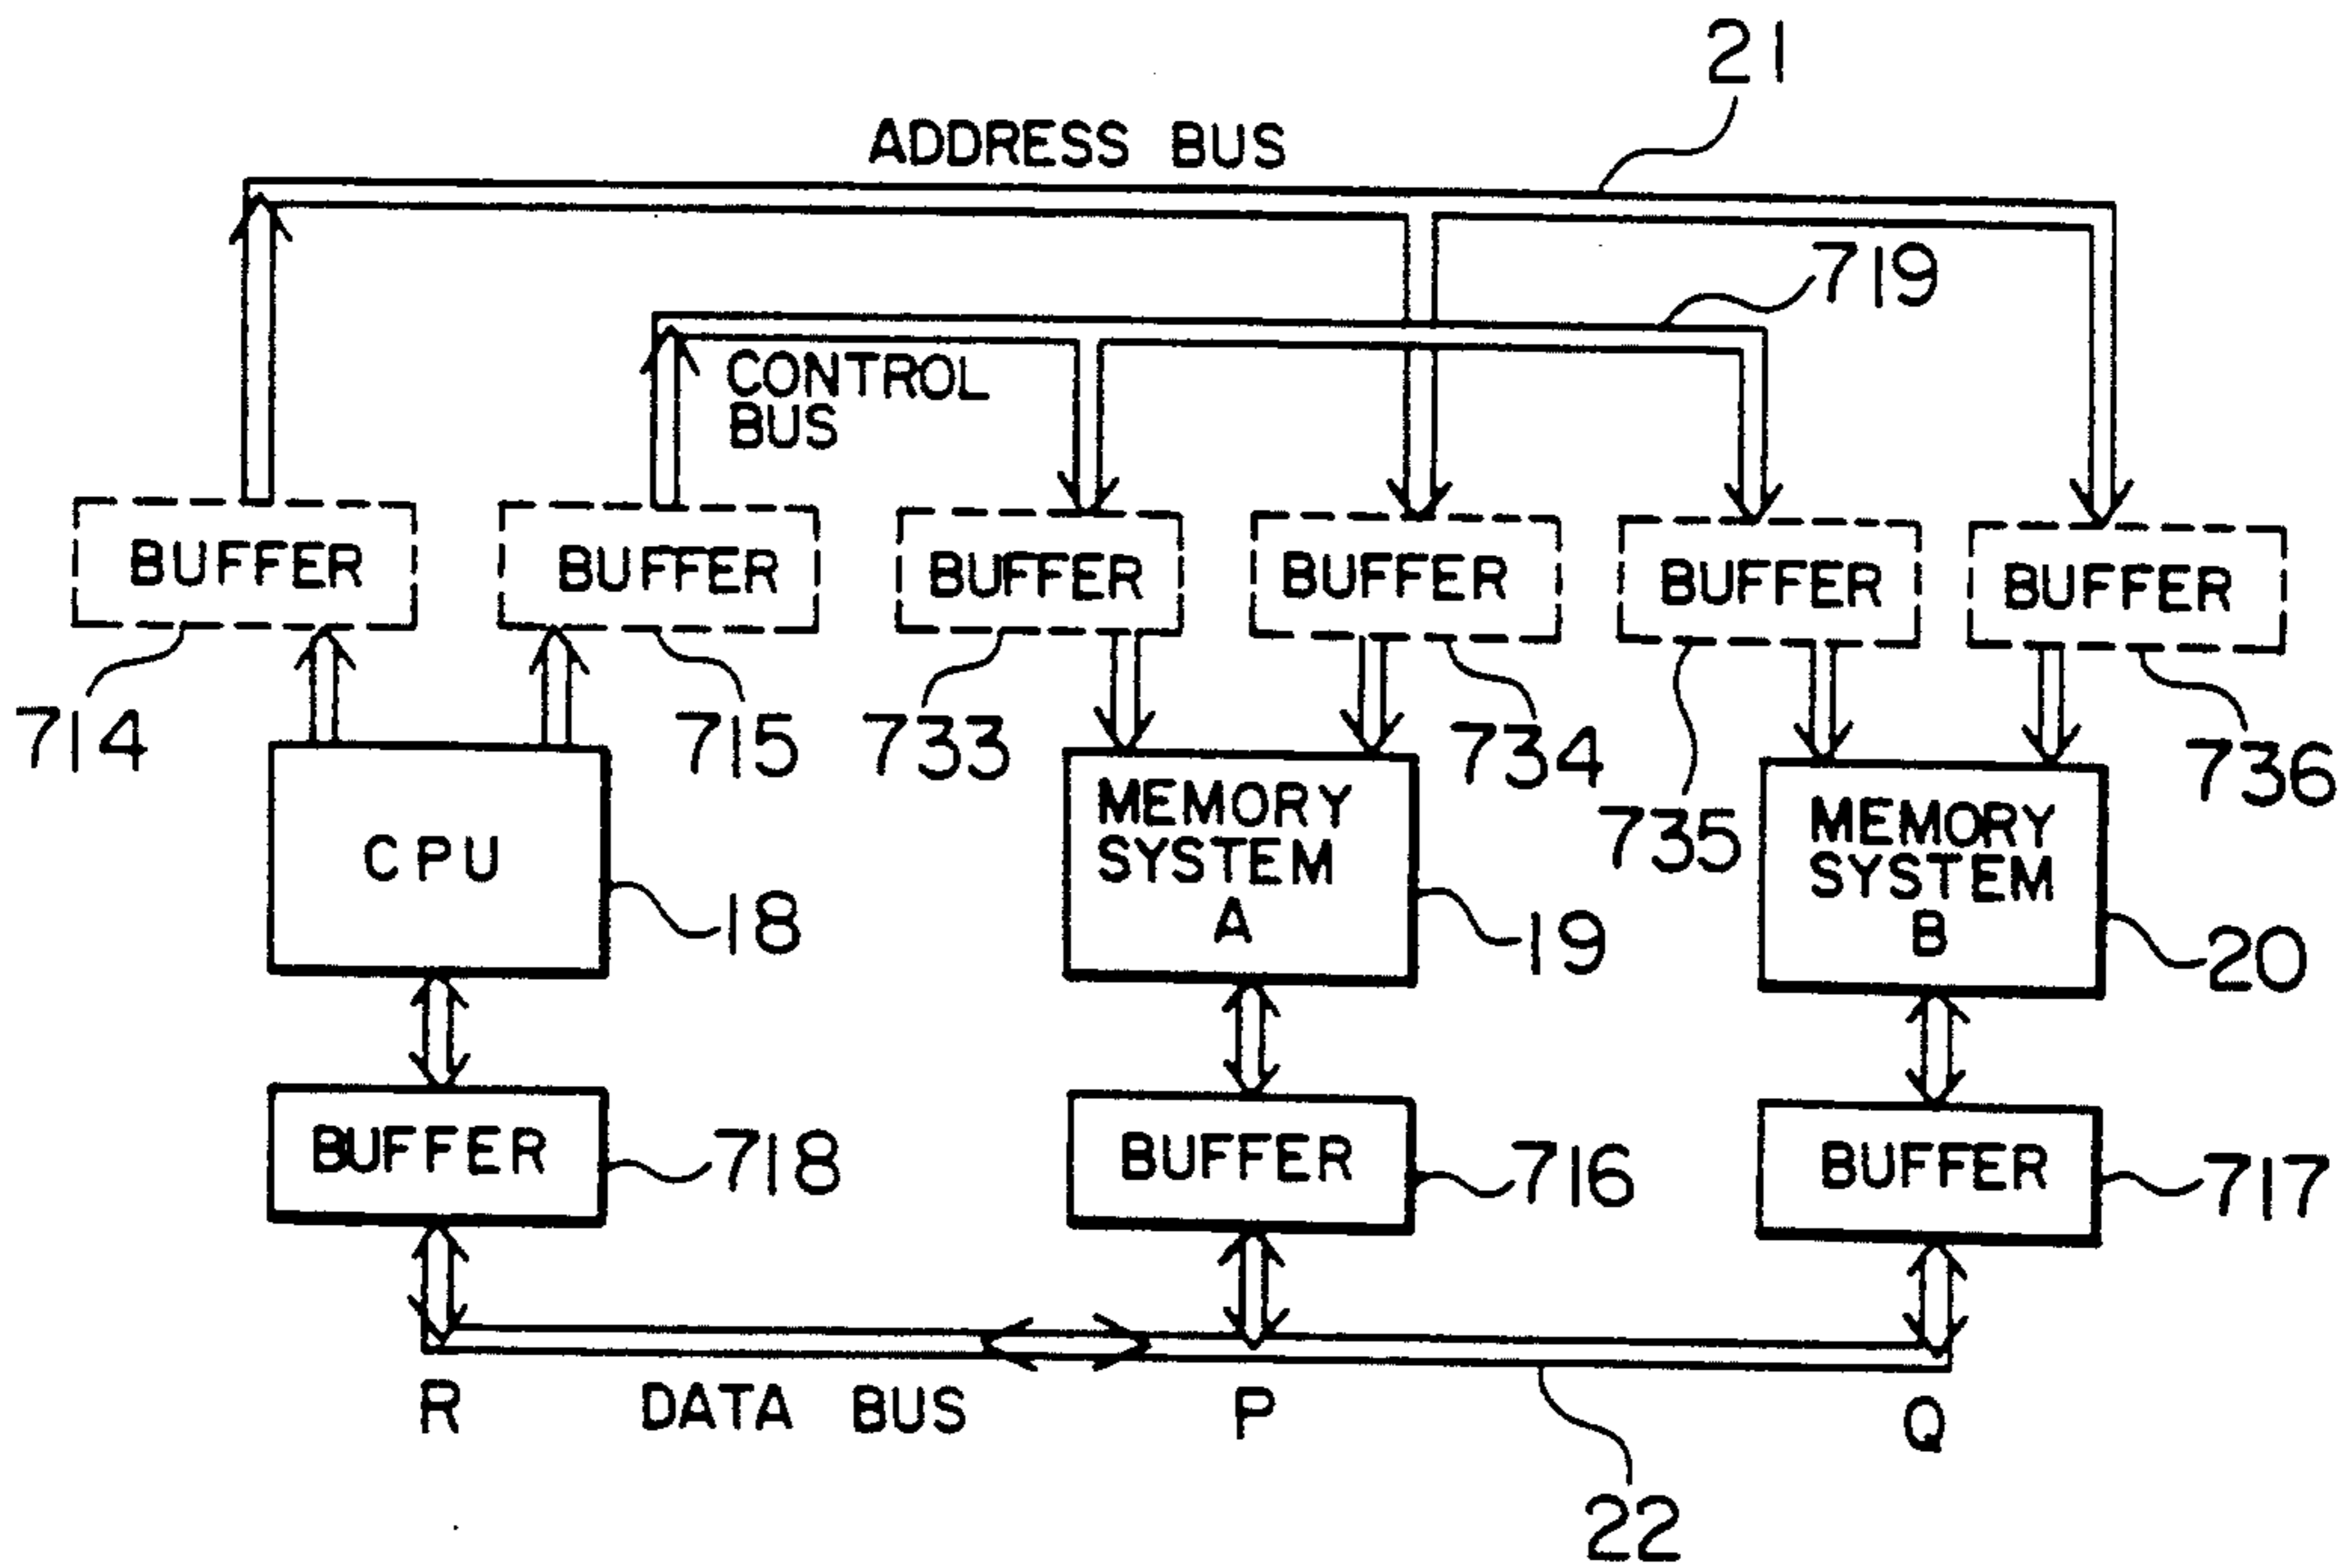 21
ADDRESS BUS
719
CONTROL
BUS
BUFFER
BUFFER
BUFFER
BUFFER
BUFFER
BUFFER
714
715
733
734
735
736
CPU
MEMORY
SYSTEM
A
MEMORY
SYSTEM
B
18
19
20
BUFFER
718
BUFFER
716
BUFFER
717
R
DATA BUS
P
Q
22